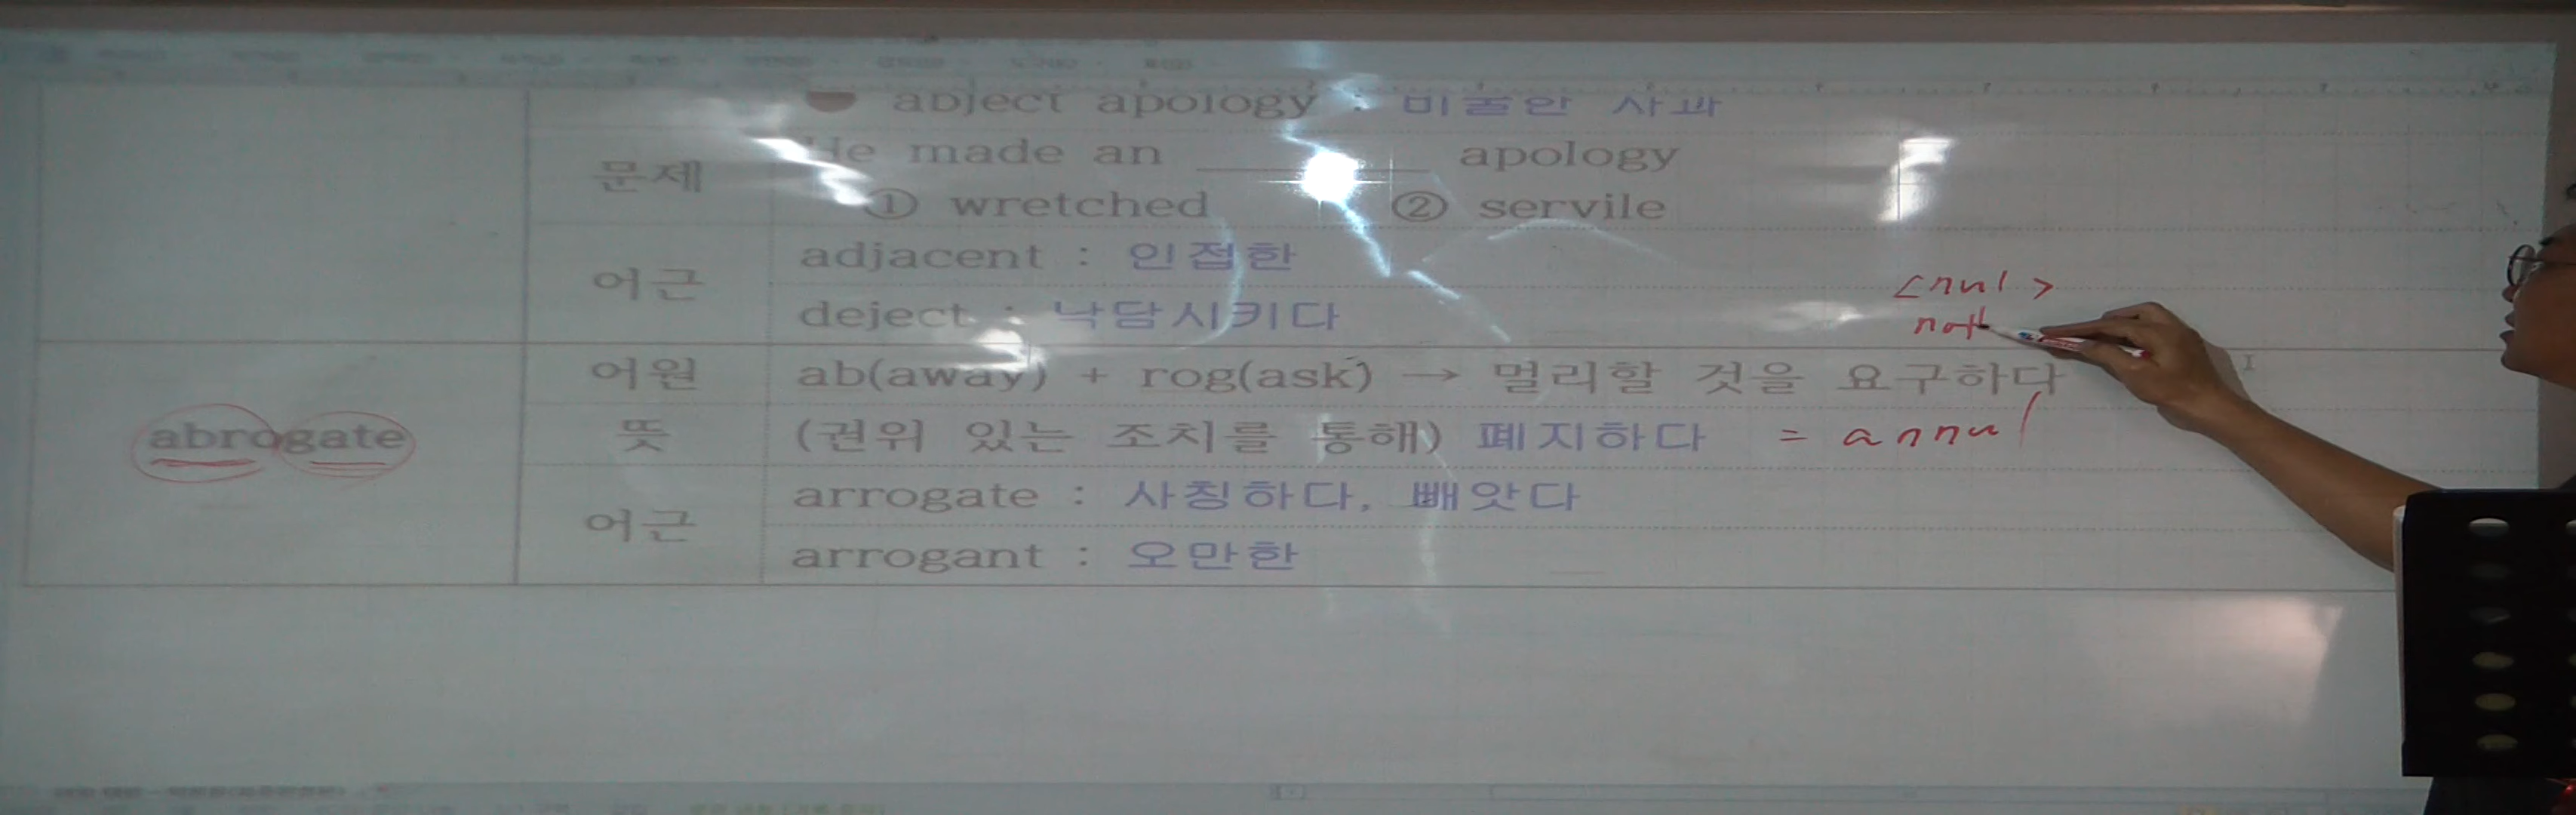 abject apology : 비굴한 사과
문제
He made an ________ apology
① wretched ② servile
어근
adjacent : 인접한
deject : 낙담시키다
<nul>
not
abrogate
어원
ab(away) + rog(ask) → 멀리할 것을 요구하다
뜻
(권위 있는 조치를 통해) 폐지하다 = annul
어근
arrogate : 사칭하다, 빼앗다
arrogant : 오만한